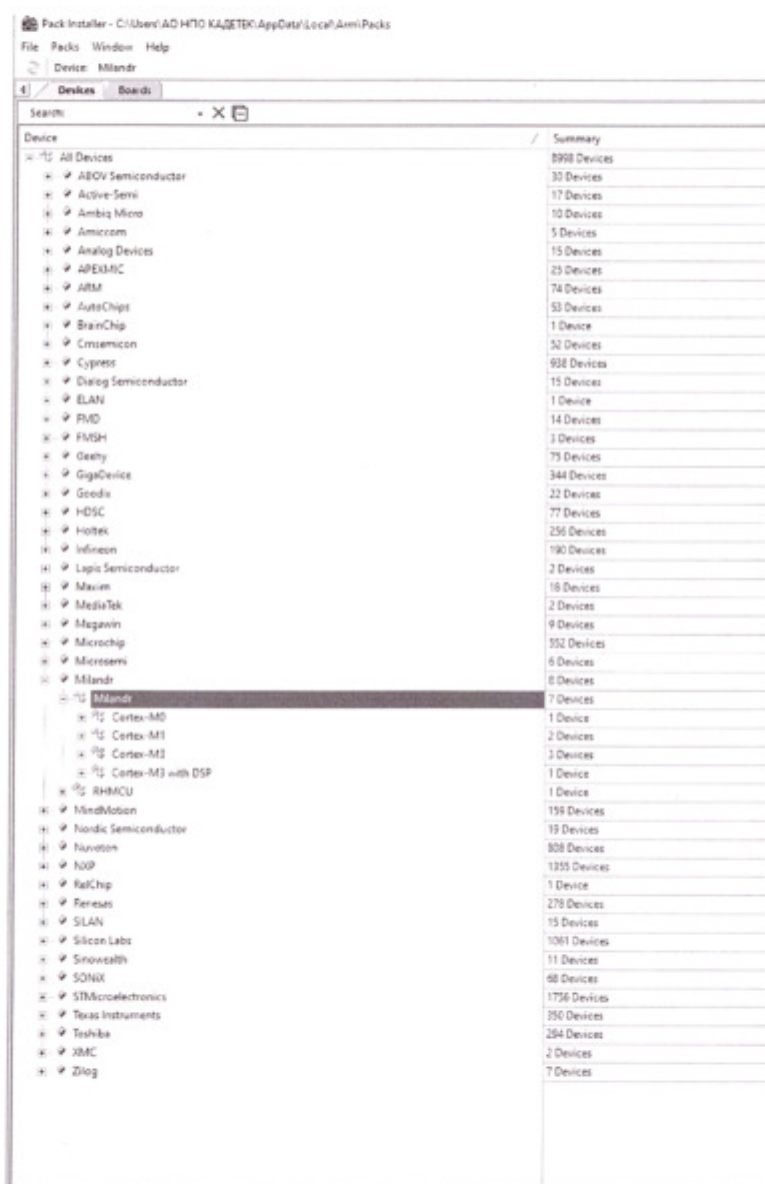 Pack Installer - C:\Users\АО НПО КАДЕТЕК\AppData\Local\Arm\Packs
File Packs Window Help
Device: Milandr
Devices Boards
Search:
Device Summary
All Devices 8998 Devices
ABOV Semiconductor 30 Devices
Active-Semi 17 Devices
Ambiq Micro 10 Devices
Amiccom 5 Devices
Analog Devices 15 Devices
APEXMIC 25 Devices
ARM 74 Devices
AutoChips 53 Devices
BrainChip 1 Device
Cmsemicon 52 Devices
Cypress 938 Devices
Dialog Semiconductor 15 Devices
ELAN 1 Device
FMD 14 Devices
FMSH 3 Devices
Geehy 75 Devices
GigaDevice 344 Devices
Goodix 22 Devices
HDSC 77 Devices
Holtek 256 Devices
Infineon 190 Devices
Lapis Semiconductor 2 Devices
Maxim 18 Devices
MediaTek 2 Devices
Megawin 9 Devices
Microchip 552 Devices
Microsemi 6 Devices
Milandr 8 Devices
Milandr 7 Devices
Cortex-M0 1 Device
Cortex-M1 2 Devices
Cortex-M3 3 Devices
Cortex-M3 with DSP 1 Device
RHMCU 1 Device
MindMotion 159 Devices
Nordic Semiconductor 19 Devices
Nuvoton 808 Devices
NXP 1355 Devices
RelChip 1 Device
Renesas 278 Devices
SILAN 15 Devices
Silicon Labs 1061 Devices
Sinowealth 11 Devices
SONiX 68 Devices
STMicroelectronics 1756 Devices
Texas Instruments 350 Devices
Toshiba 284 Devices
XMC 2 Devices
Zilog 7 Devices